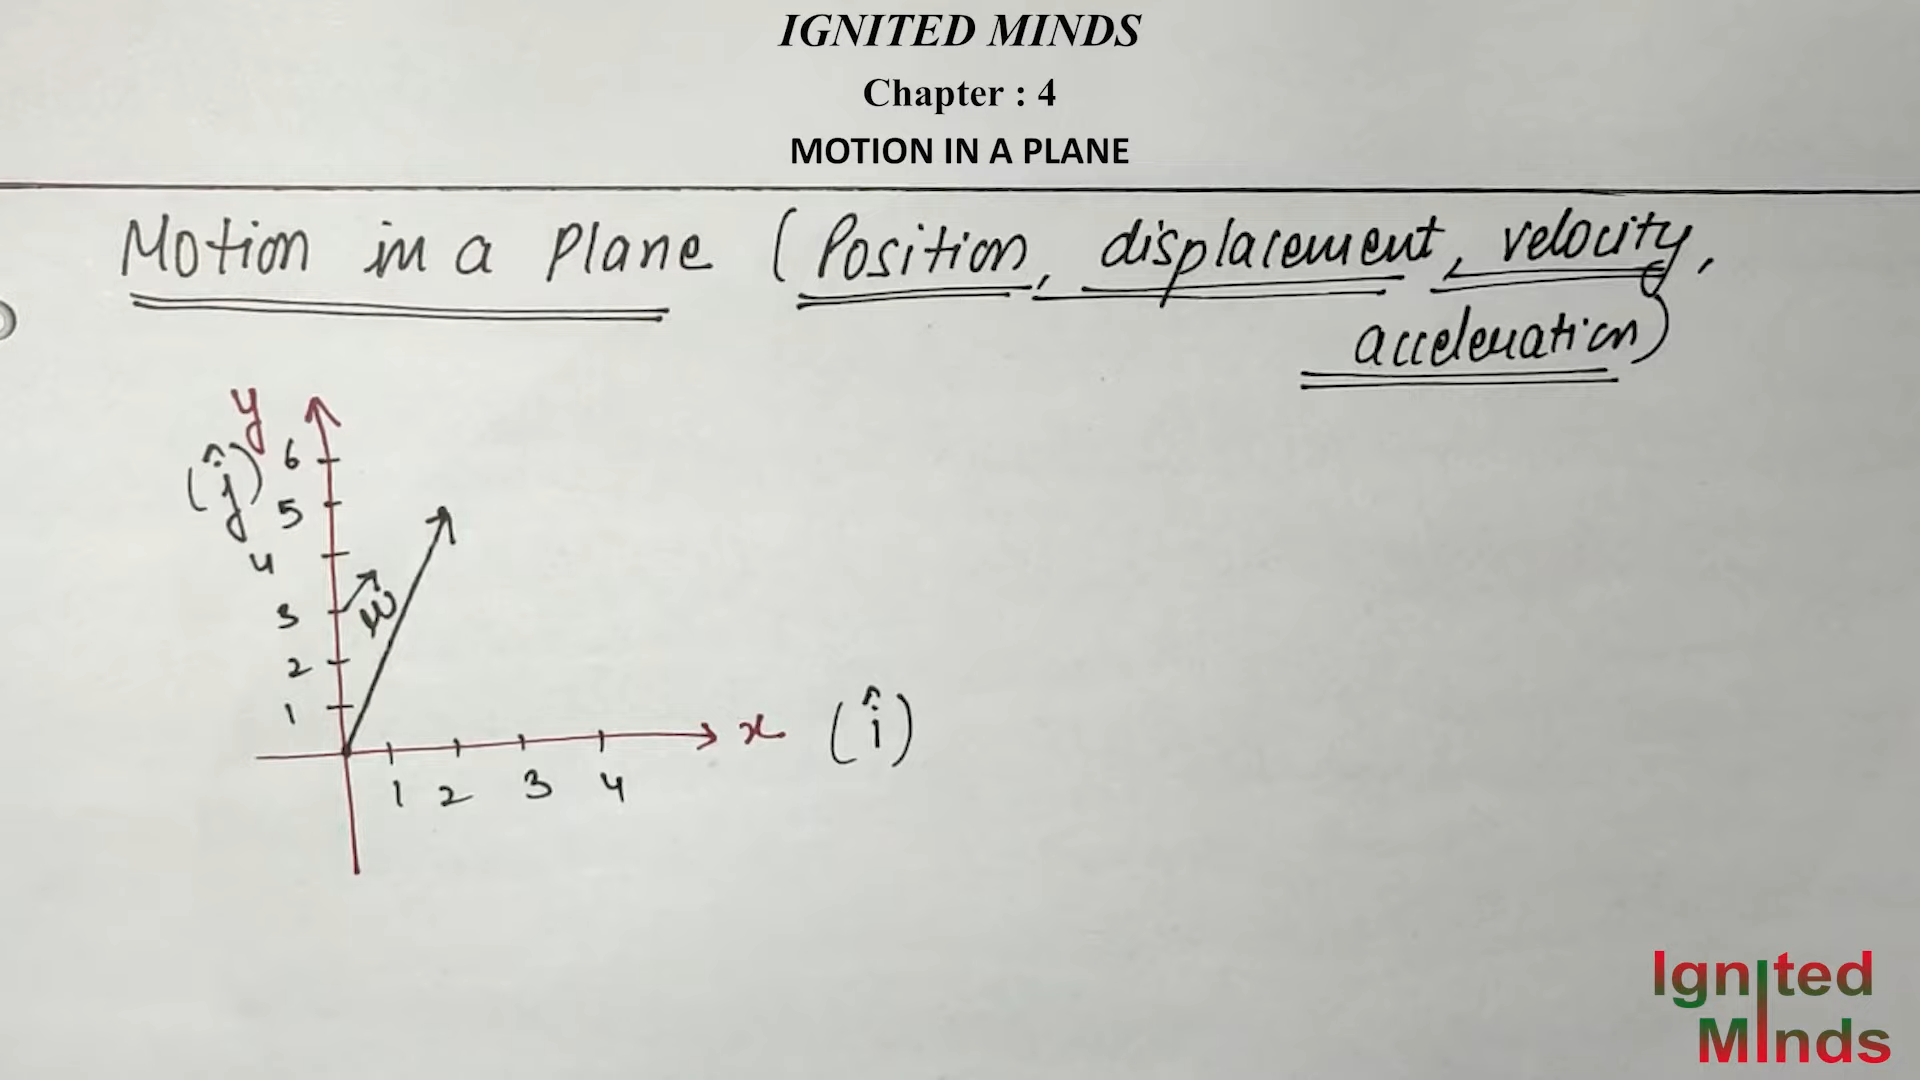 IGNITED MINDS
Chapter : 4
MOTION IN A PLANE
Motion in a Plane (Position, displacement, velocity,
acceleration)
y
(ĵ)
6
5
4
3
2
1
x (î)
1 2 3 4
Ignited
Minds